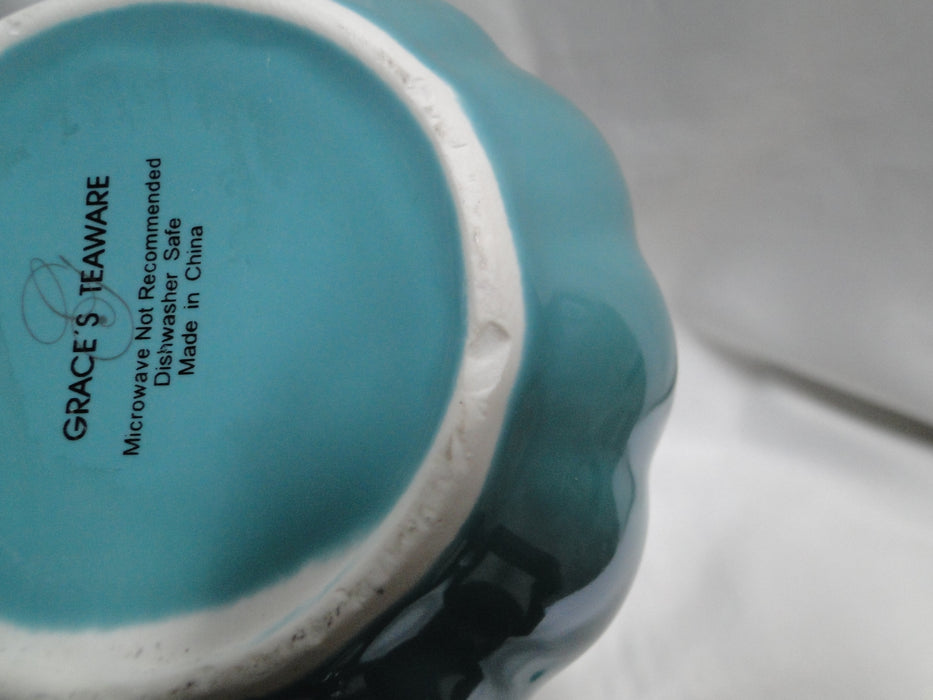 G
GRACE'S TEAWARE
Microwave Not Recommended
Dishwasher Safe
Made in China